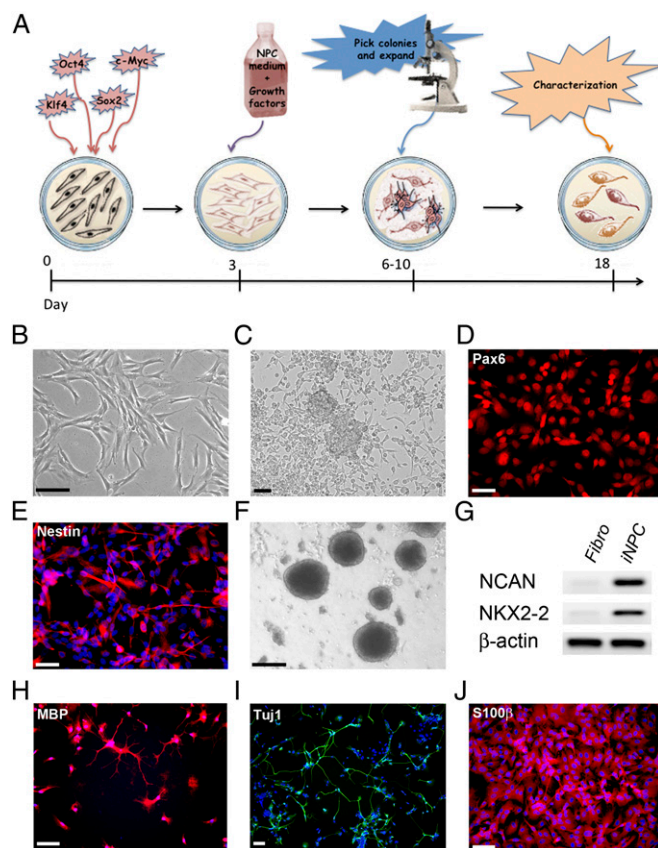 A
Oct4
c-Myc
Klf4
Sox2
NPC
medium
+
Growth
factors
Pick colonies
and expand
Characterization
0
3
6-10
18
Day
B
C
D
Pax6
E
Nestin
F
G
Fibro
iNPC
NCAN
NKX2-2
β-actin
H
MBP
I
Tuj1
J
S100β